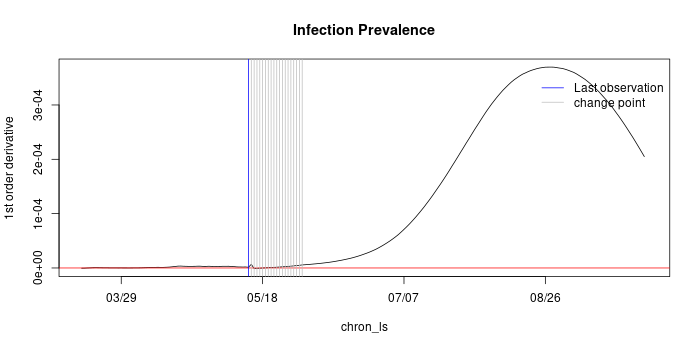 Infection Prevalence
1st order derivative
3e-04
2e-04
1e-04
0e+00
Last observation
change point
03/29
05/18
07/07
08/26
chron_ls